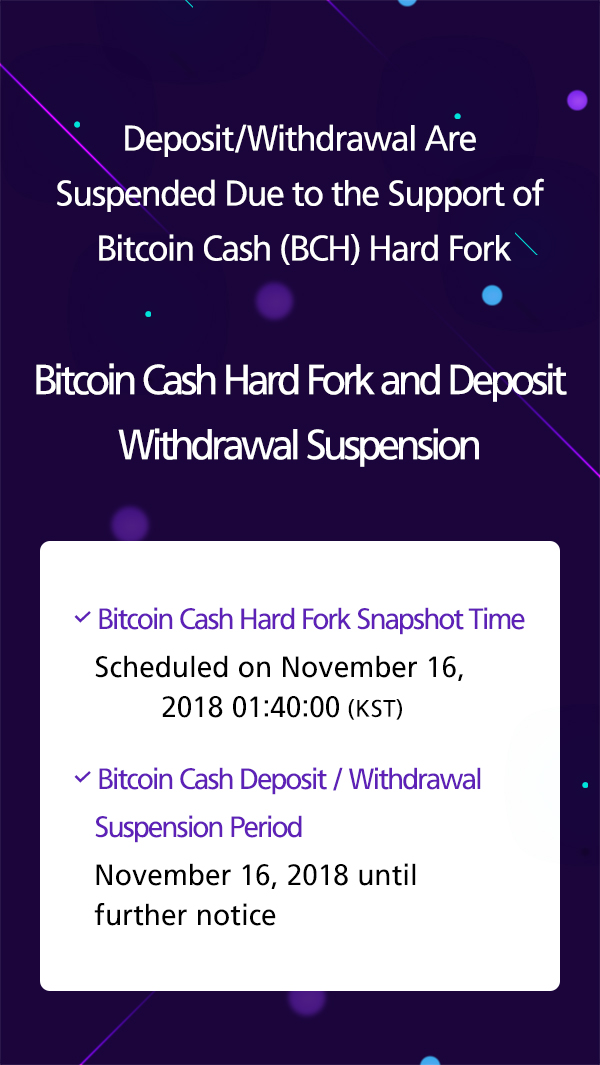 Deposit/Withdrawal Are
Suspended Due to the Support of
Bitcoin Cash (BCH) Hard Fork
Bitcoin Cash Hard Fork and Deposit
Withdrawal Suspension
✓ Bitcoin Cash Hard Fork Snapshot Time
Scheduled on November 16,
2018 01:40:00 (KST)
✓ Bitcoin Cash Deposit / Withdrawal
Suspension Period
November 16, 2018 until
further notice